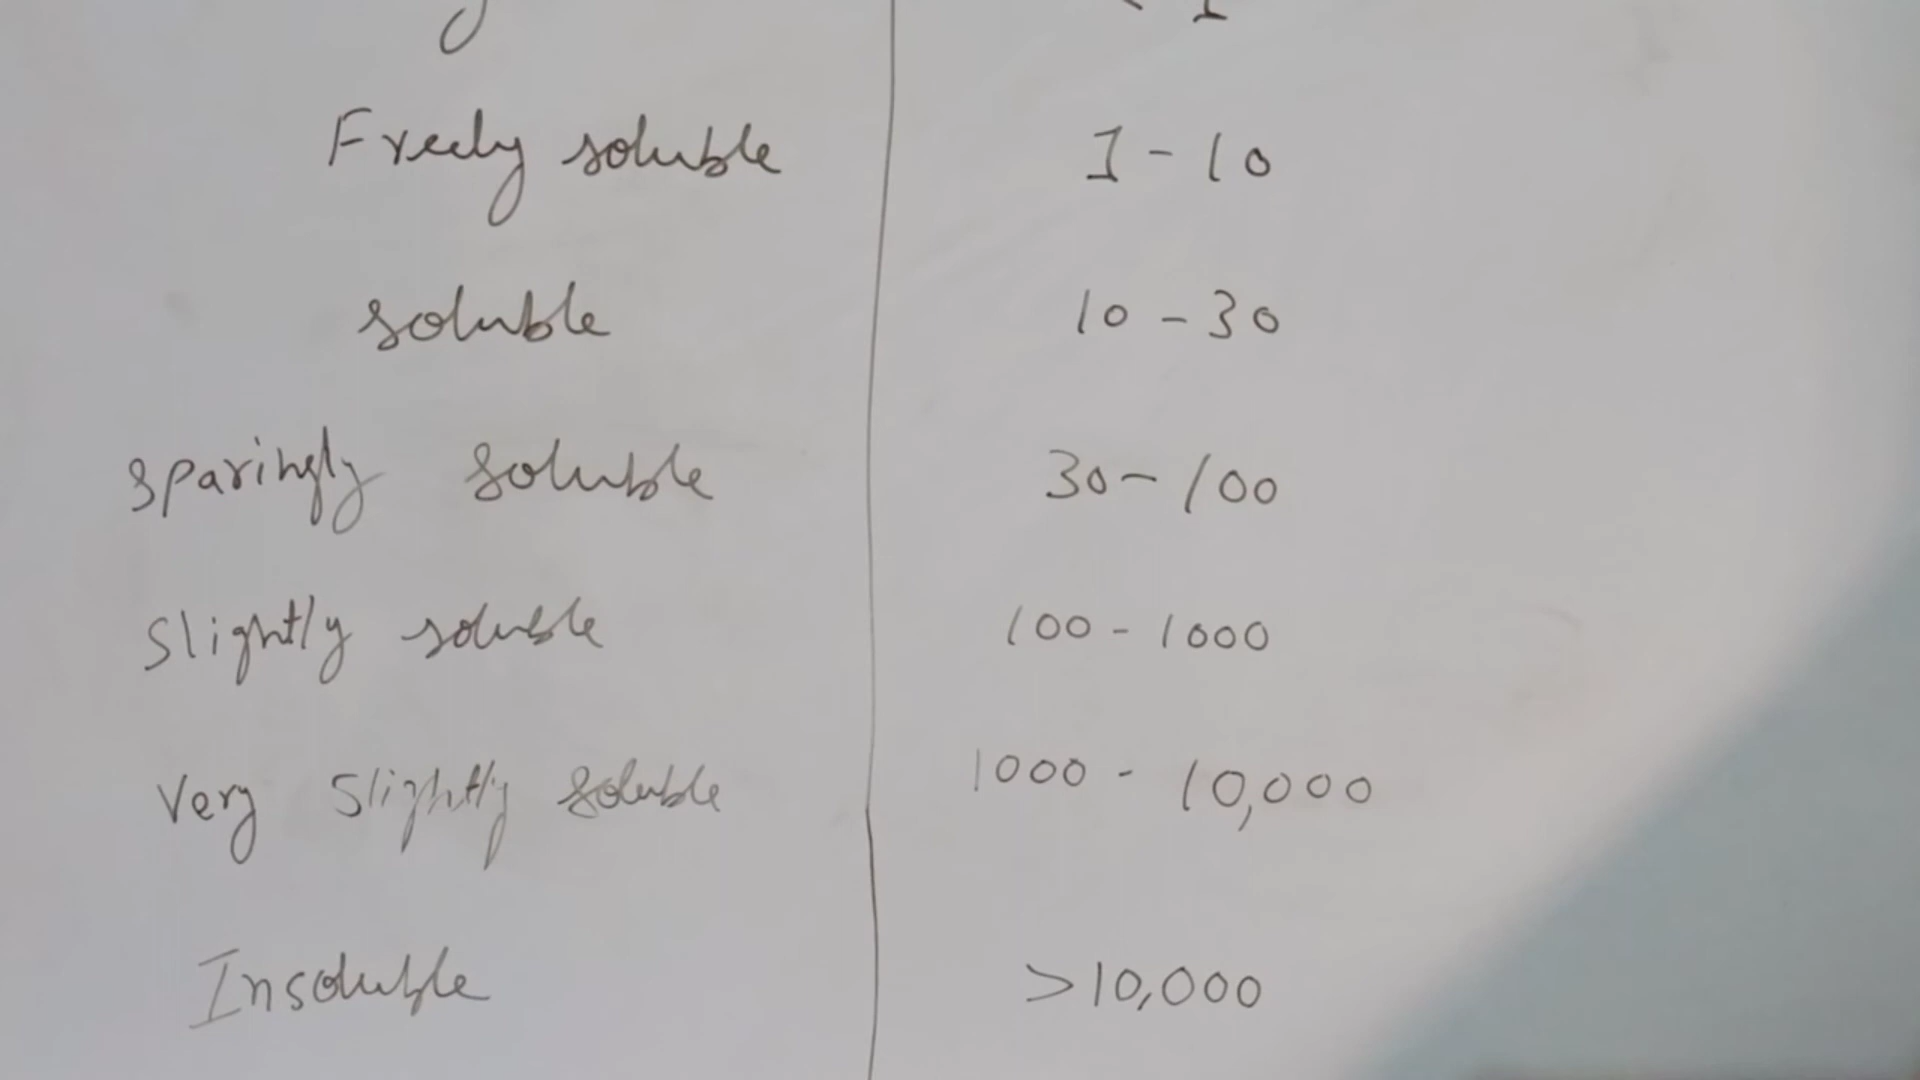 Freely soluble 1-10
soluble 10-30
sparingly soluble 30-100
slightly soluble 100-1000
Very slightly soluble 1000-10,000
Insoluble >10,000